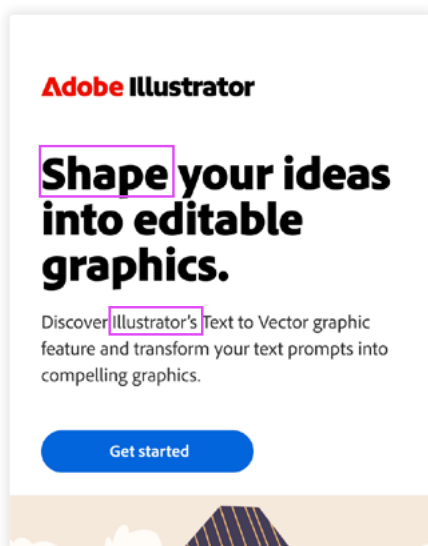 Adobe Illustrator
Shape your ideas
into editable
graphics.
Discover Illustrator's Text to Vector graphic
feature and transform your text prompts into
compelling graphics.
Get started